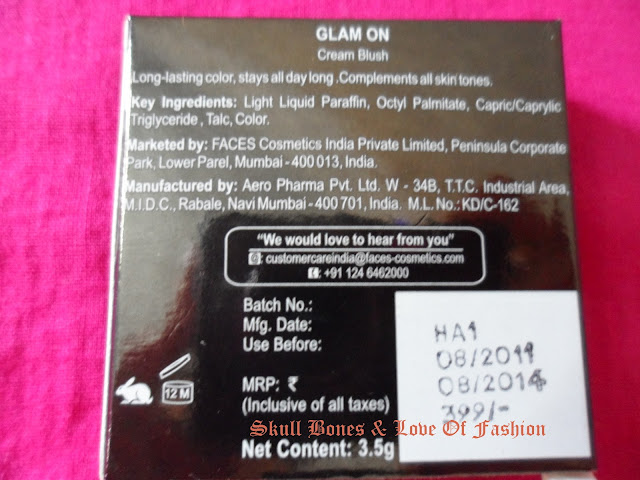 GLAM ON
Cream Blush
Long-lasting color, stays all day long .Complements all skin tones.
Key Ingredients: Light Liquid Paraffin, Octyl Palmitate, Capric/Caprylic
Triglyceride , Talc, Color.
Marketed by: FACES Cosmetics India Private Limited, Peninsula Corporate
Park, Lower Parel, Mumbai - 400 013, India.
Manufactured by: Aero Pharma Pvt. Ltd. W - 34B, T.T.C. Industrial Area,
M.I.D.C., Rabale, Navi Mumbai - 400 701, India. M.L. No.: KD/C-162
“We would love to hear from you”
: customercareindia@faces-cosmetics.com
: +91 124 6462000
Batch No.: HA1
Mfg. Date: 08/2011
Use Before: 08/2014
12 M
MRP: ₹ 399/-
(Inclusive of all taxes)
Skull Bones & Love Of Fashion
Net Content: 3.5g